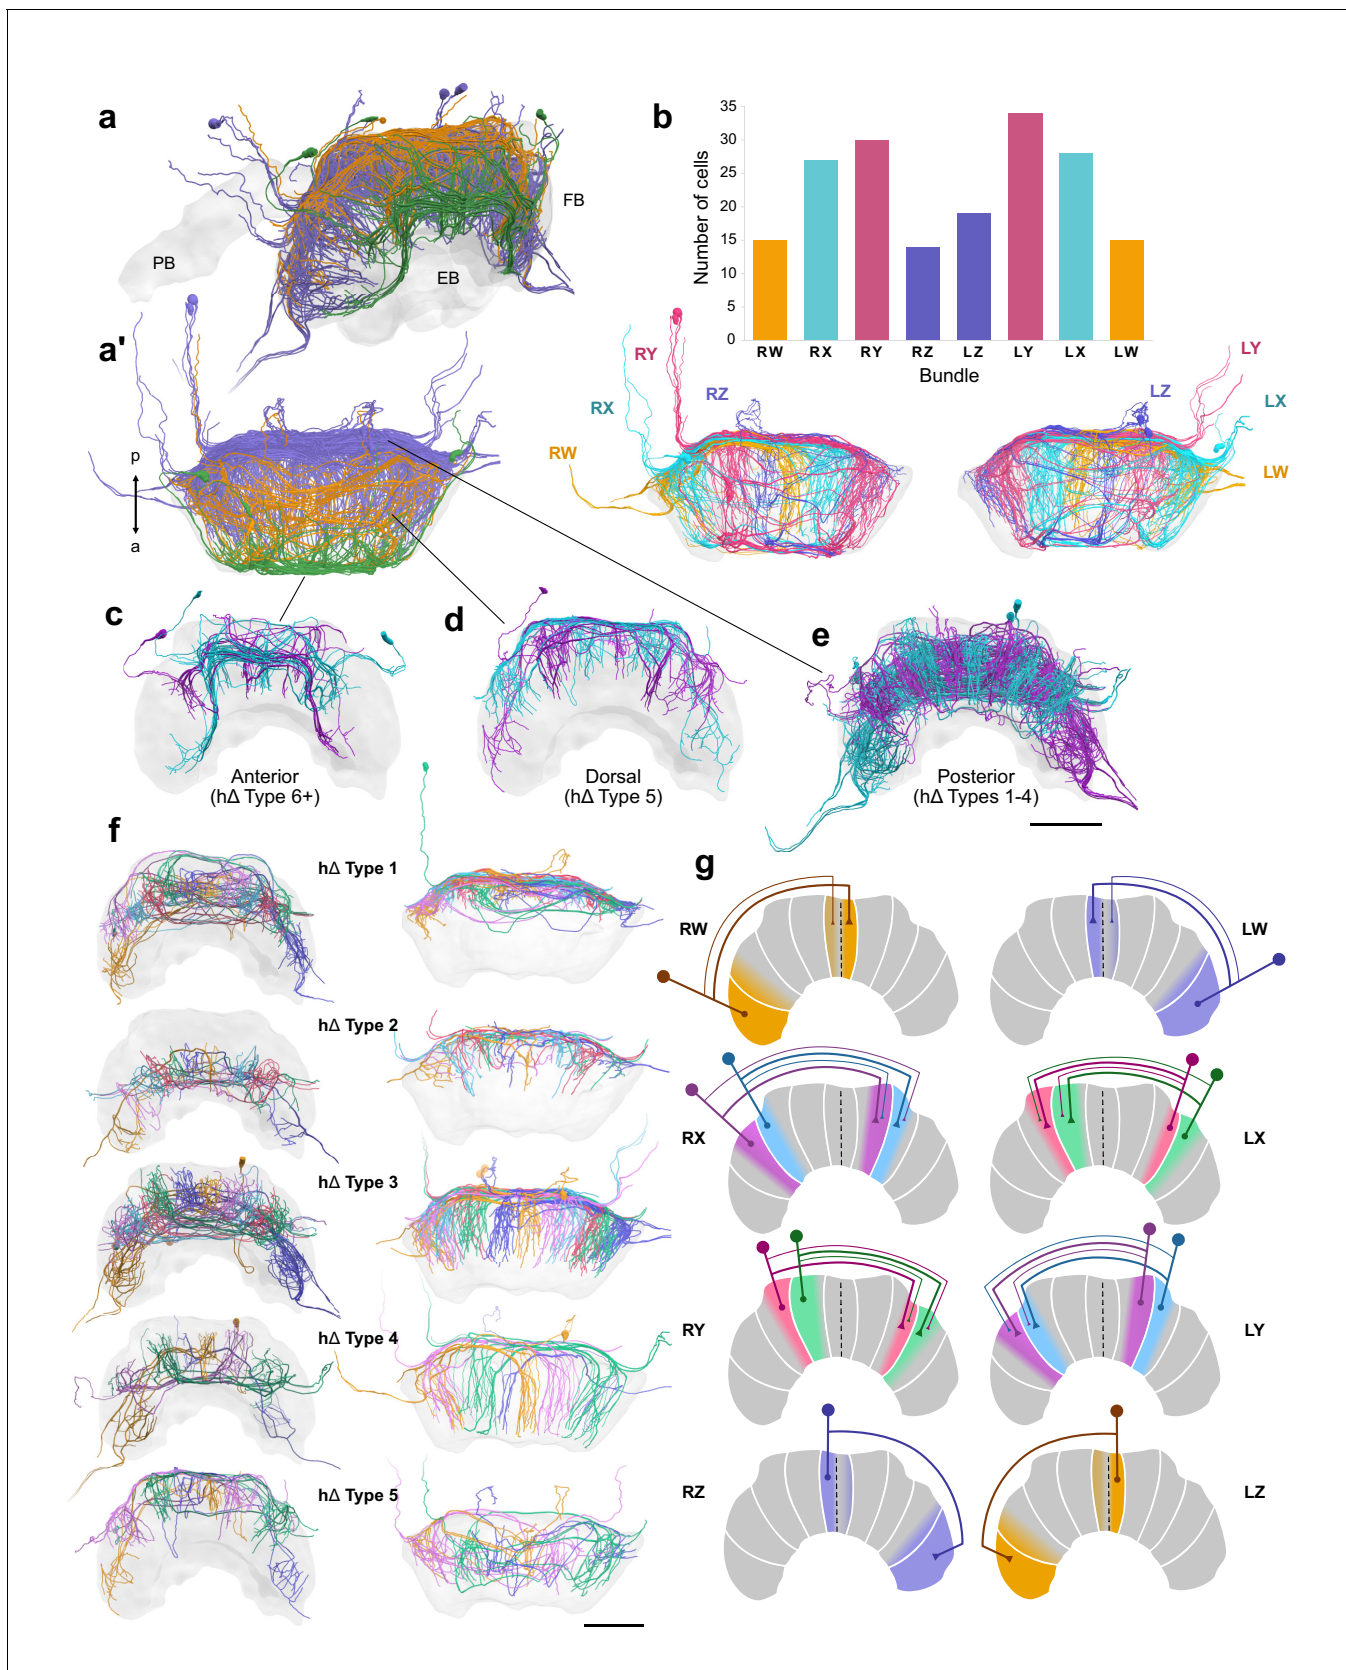 a
PB
EB
FB
b
Number of cells
35
30
25
20
15
10
5
0
RW RX RY RZ LZ LY LX LW
Bundle
a'
p
a
RY
RX
RZ
RW
LZ
LY
LX
LW
c
Anterior
(hΔ Type 6+)
d
Dorsal
(hΔ Type 5)
e
Posterior
(hΔ Types 1-4)
f
hΔ Type 1
hΔ Type 2
hΔ Type 3
hΔ Type 4
hΔ Type 5
g
RW
LW
RX
LX
RY
LY
RZ
LZ